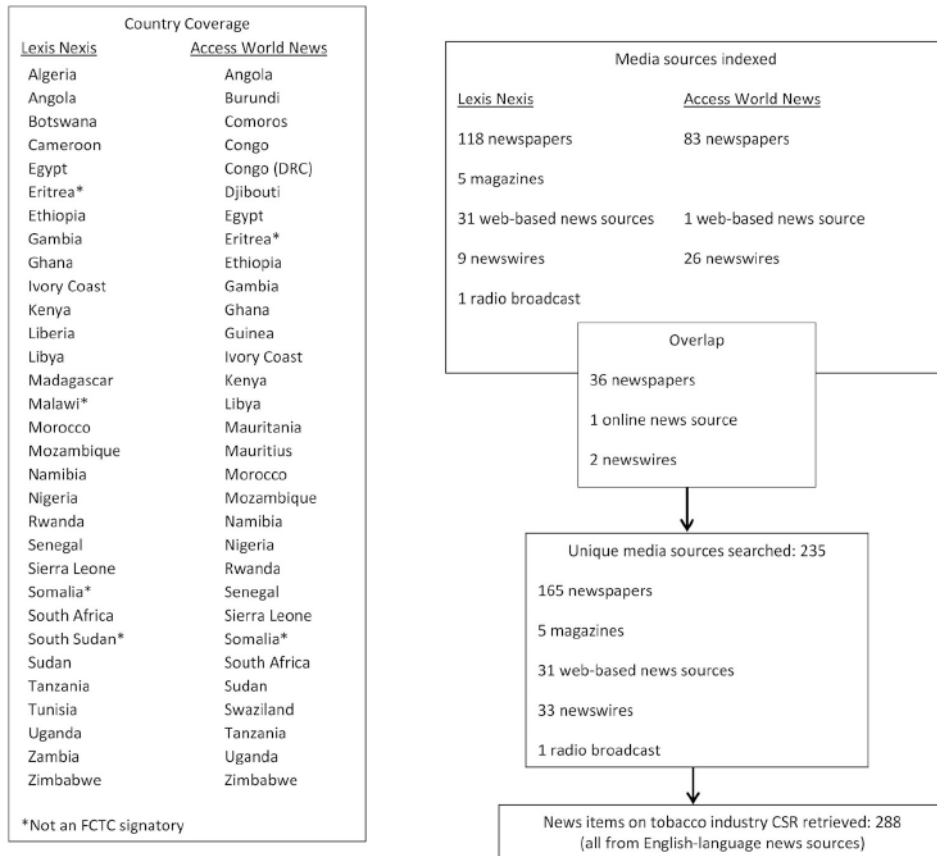 Country Coverage
Lexis Nexis Access World News
Algeria Angola
Angola Burundi
Botswana Comoros
Cameroon Congo
Egypt Congo (DRC)
Eritrea* Djibouti
Ethiopia Egypt
Gambia Eritrea*
Ghana Ethiopia
Ivory Coast Gambia
Kenya Ghana
Liberia Guinea
Libya Ivory Coast
Madagascar Kenya
Malawi* Libya
Morocco Mauritania
Mozambique Mauritius
Namibia Morocco
Nigeria Mozambique
Rwanda Namibia
Senegal Nigeria
Sierra Leone Rwanda
Somalia* Senegal
South Africa Sierra Leone
South Sudan* Somalia*
Sudan South Africa
Tanzania Sudan
Tunisia Swaziland
Uganda Tanzania
Zambia Uganda
Zimbabwe Zimbabwe
*Not an FCTC signatory
Media sources indexed
Lexis Nexis Access World News
118 newspapers 83 newspapers
5 magazines
31 web-based news sources 1 web-based news source
9 newswires 26 newswires
1 radio broadcast
Overlap
36 newspapers
1 online news source
2 newswires
Unique media sources searched: 235
165 newspapers
5 magazines
31 web-based news sources
33 newswires
1 radio broadcast
News items on tobacco industry CSR retrieved: 288
(all from English-language news sources)